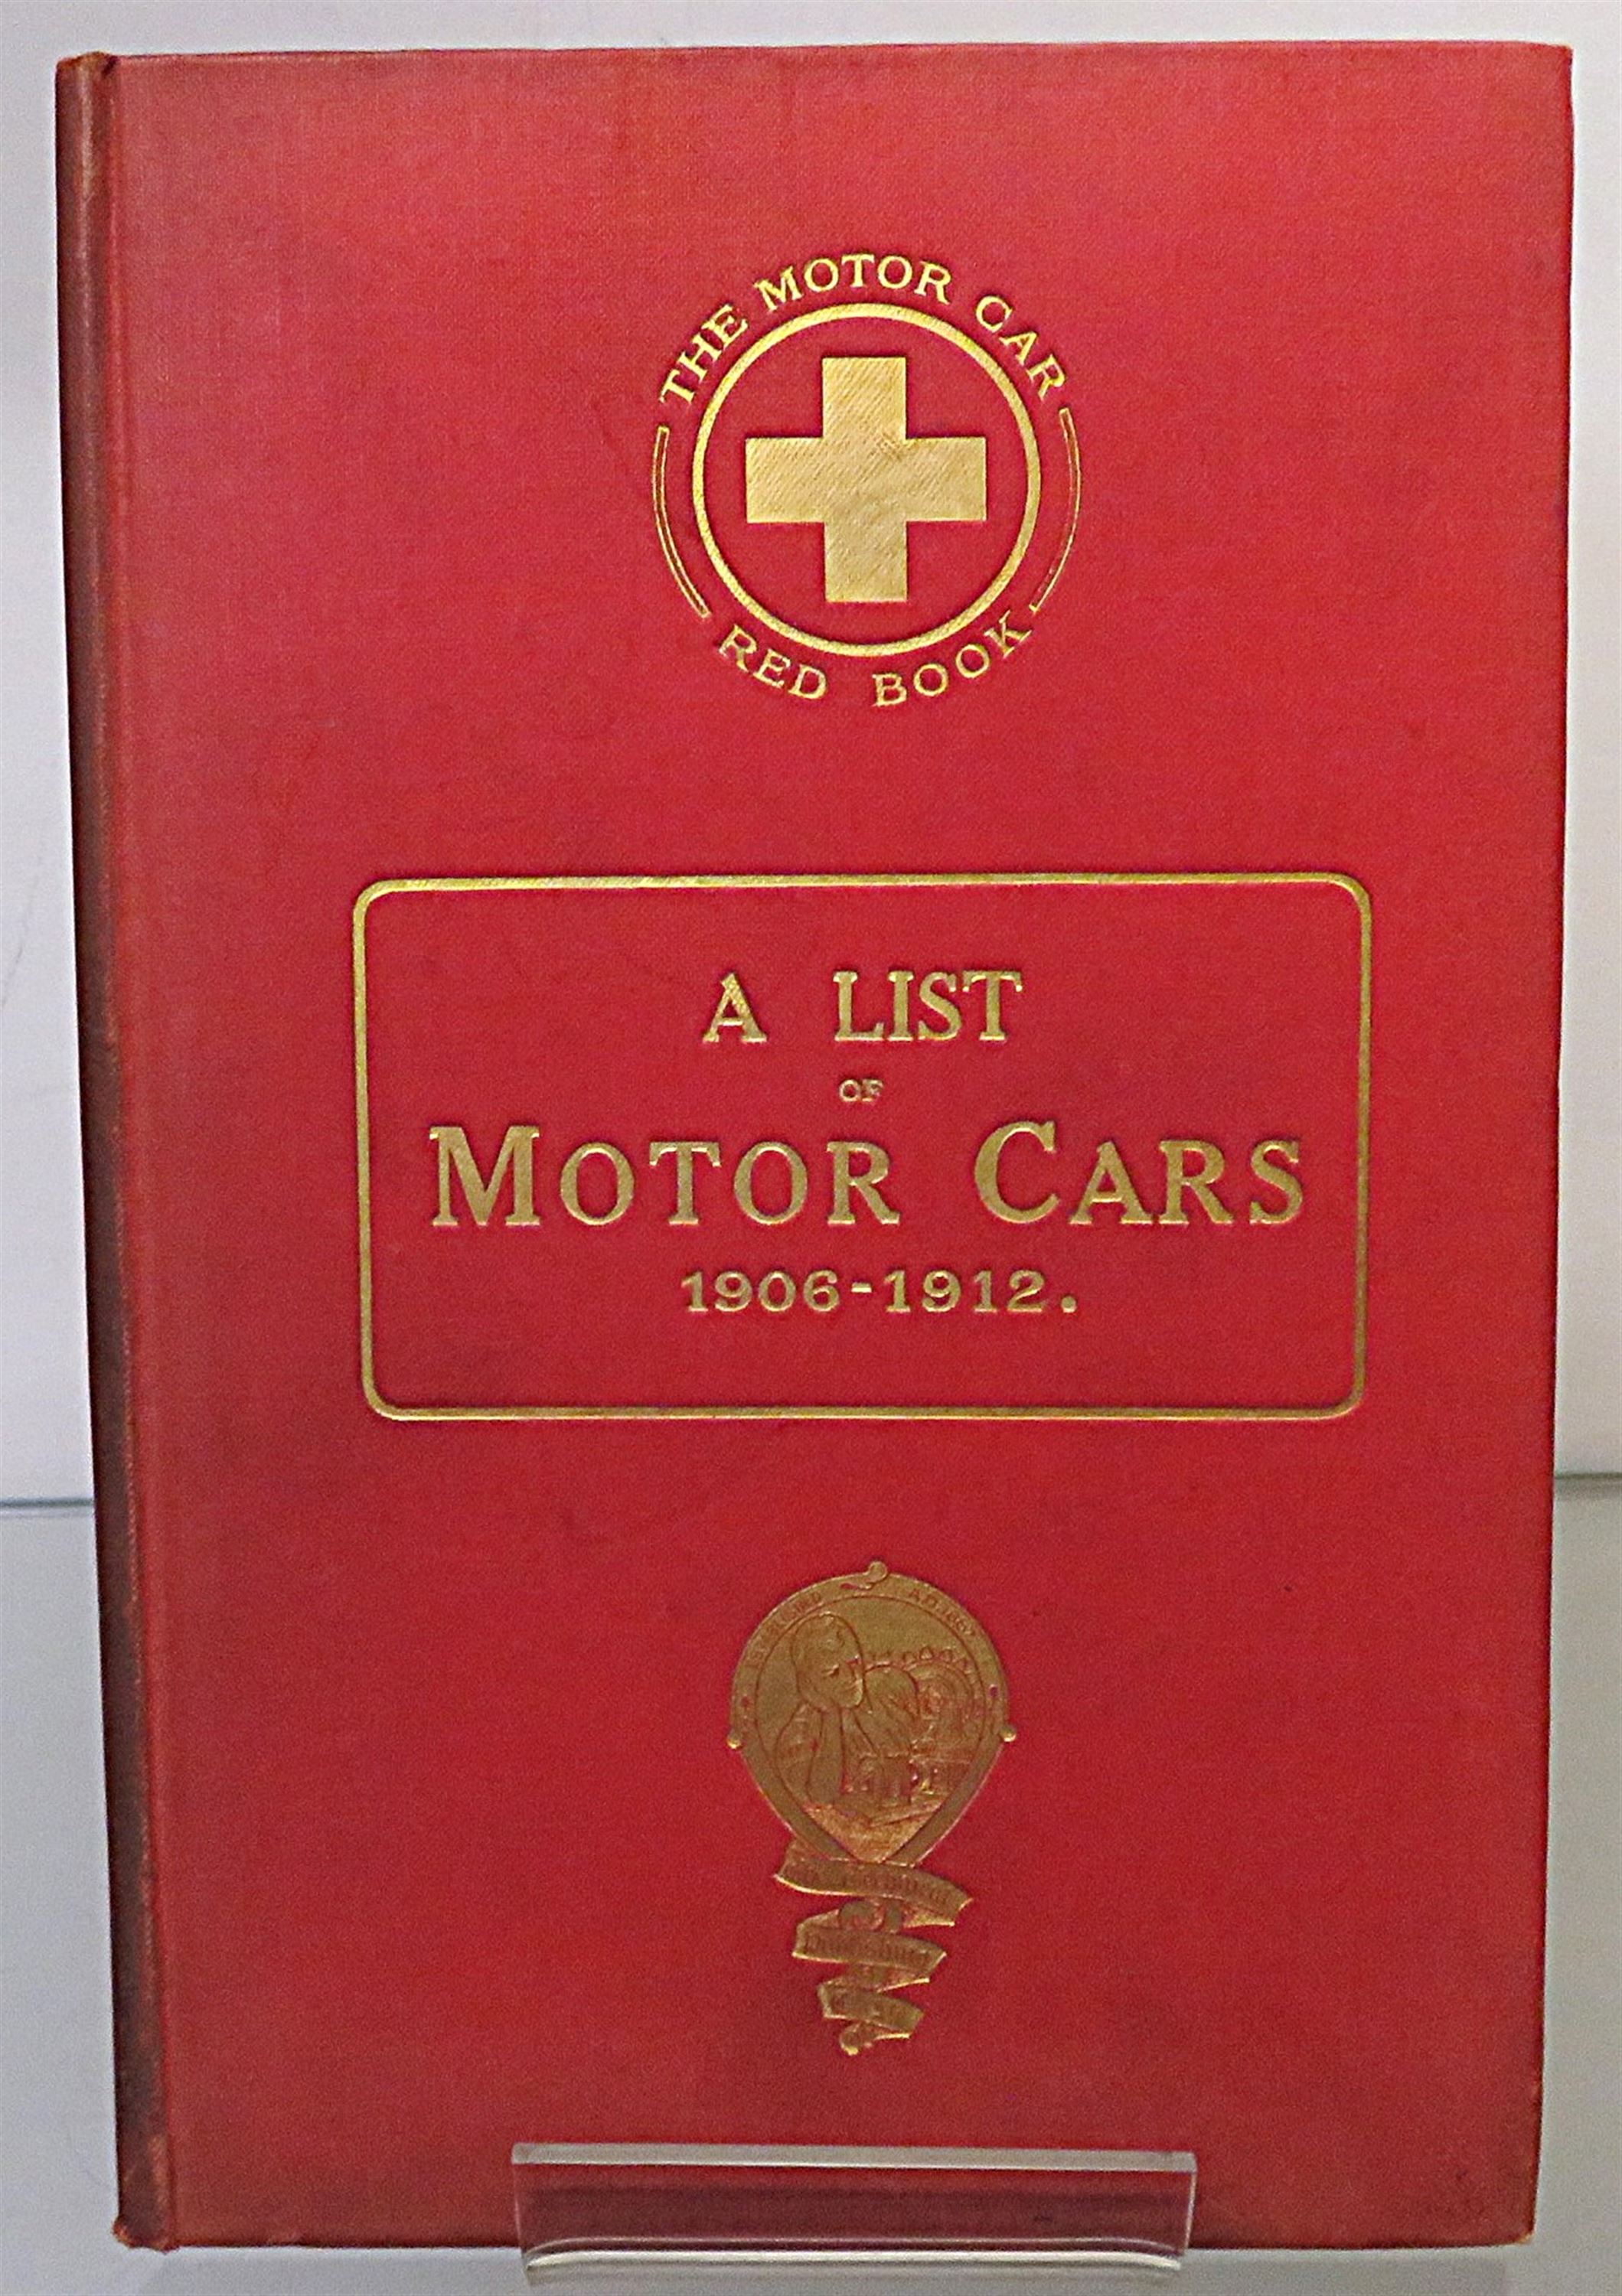 THE MOTOR CAR
RED BOOK
A LIST
OF
MOTOR CARS
1906-1912.